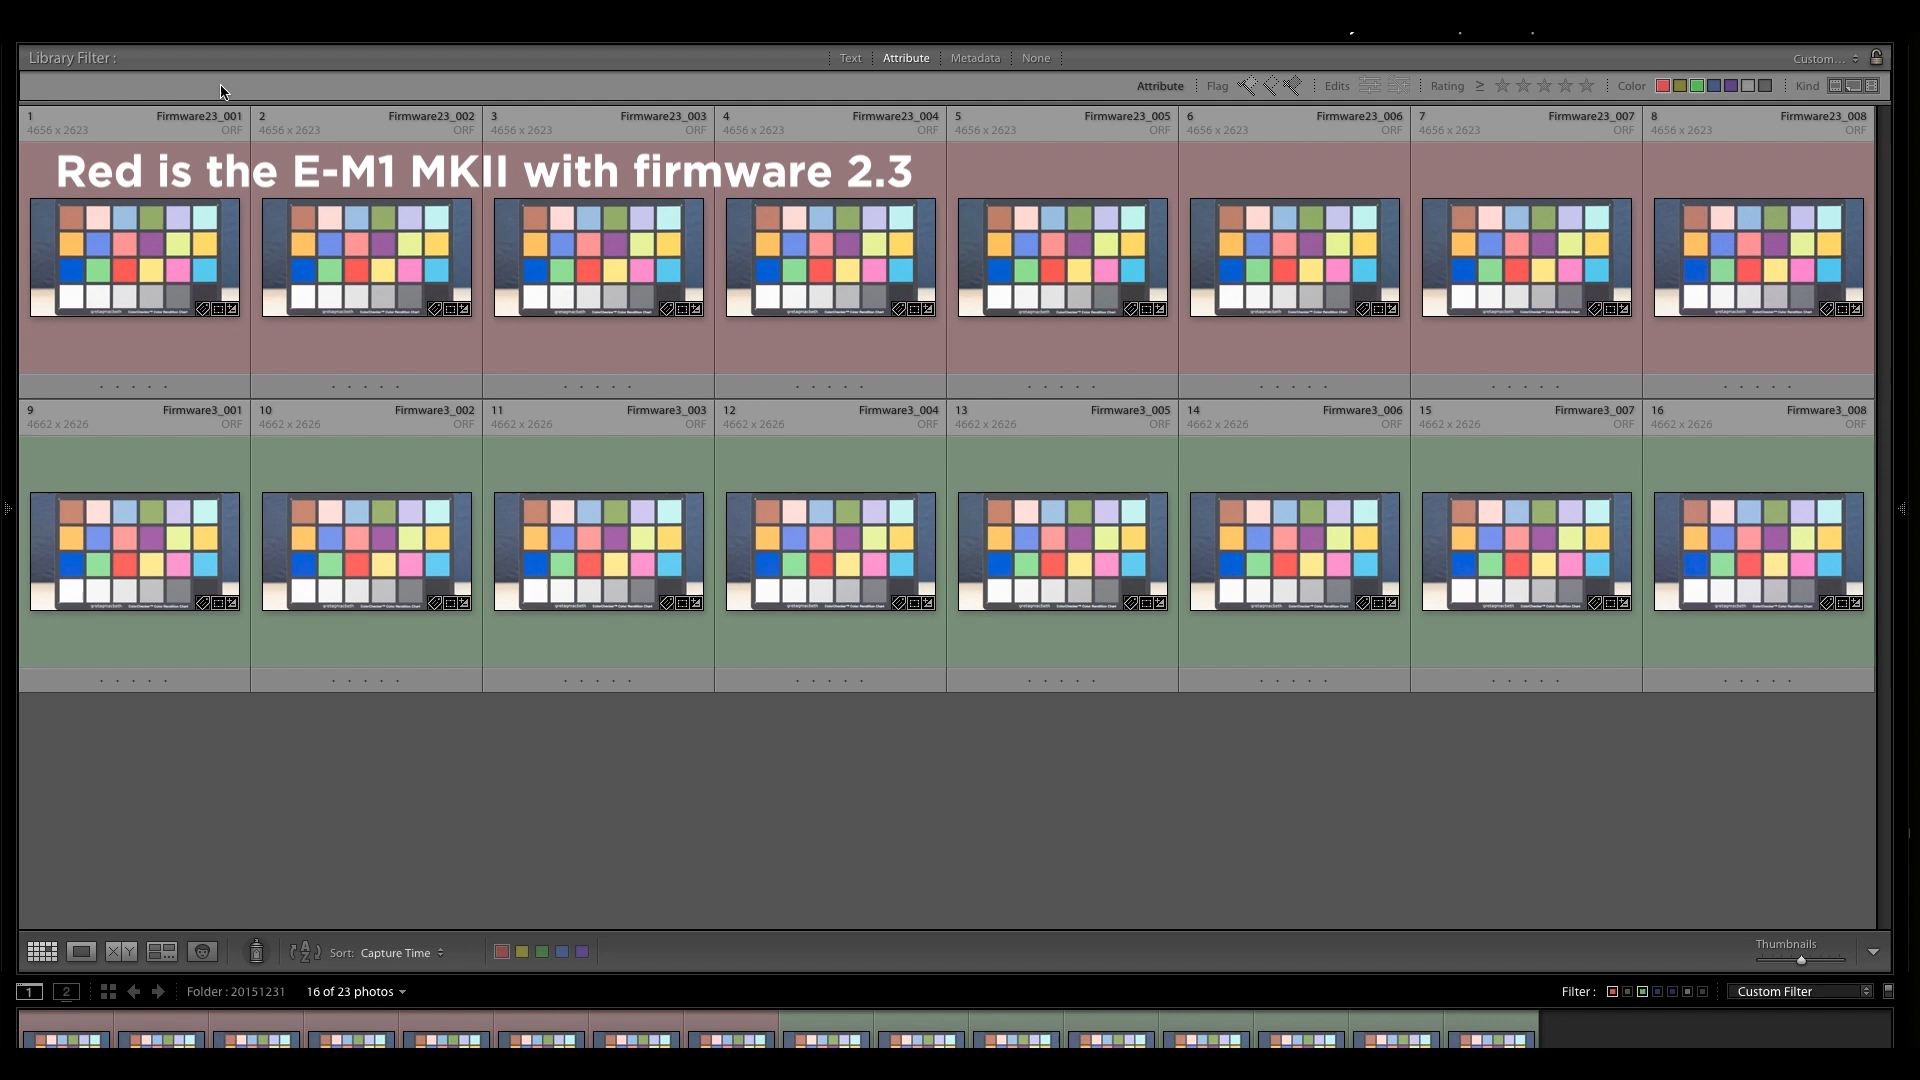 Library Filter :
Text Attribute Metadata None
Custom...
Attribute Flag Edits Rating ≥ Color Kind
1 Firmware23_001 2 Firmware23_002 3 Firmware23_003 4 Firmware23_004 5 Firmware23_005 6 Firmware23_006 7 Firmware23_007 8 Firmware23_008
4656 x 2623 ORF 4656 x 2623 ORF 4656 x 2623 ORF 4656 x 2623 ORF 4656 x 2623 ORF 4656 x 2623 ORF 4656 x 2623 ORF 4656 x 2623 ORF
Red is the E-M1 MKII with firmware 2.3
9 Firmware3_001 10 Firmware3_002 11 Firmware3_003 12 Firmware3_004 13 Firmware3_005 14 Firmware3_006 15 Firmware3_007 16 Firmware3_008
4662 x 2626 ORF 4662 x 2626 ORF 4662 x 2626 ORF 4662 x 2626 ORF 4662 x 2626 ORF 4662 x 2626 ORF 4662 x 2626 ORF 4662 x 2626 ORF
X Y
A Z
Sort: Capture Time
Thumbnails
1 2 Folder : 20151231 16 of 23 photos
Filter : Custom Filter